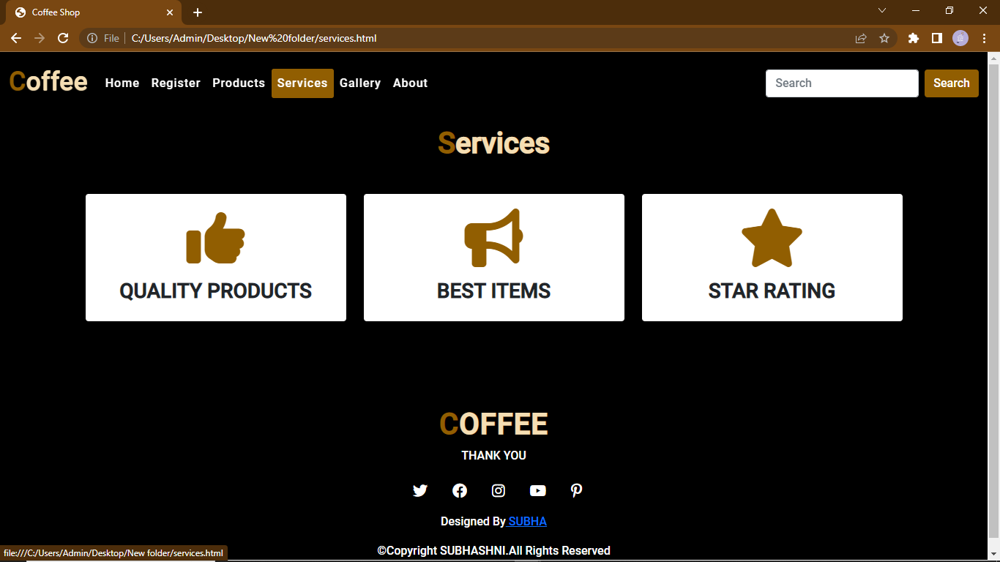 Coffee Shop
File C:/Users/Admin/Desktop/New%20folder/services.html
Coffee Home Register Products Services Gallery About Search Search
Services
QUALITY PRODUCTS BEST ITEMS STAR RATING
COFFEE
THANK YOU
Designed By SUBHA
©Copyright SUBHASHNI.All Rights Reserved
file:///C:/Users/Admin/Desktop/New folder/services.html